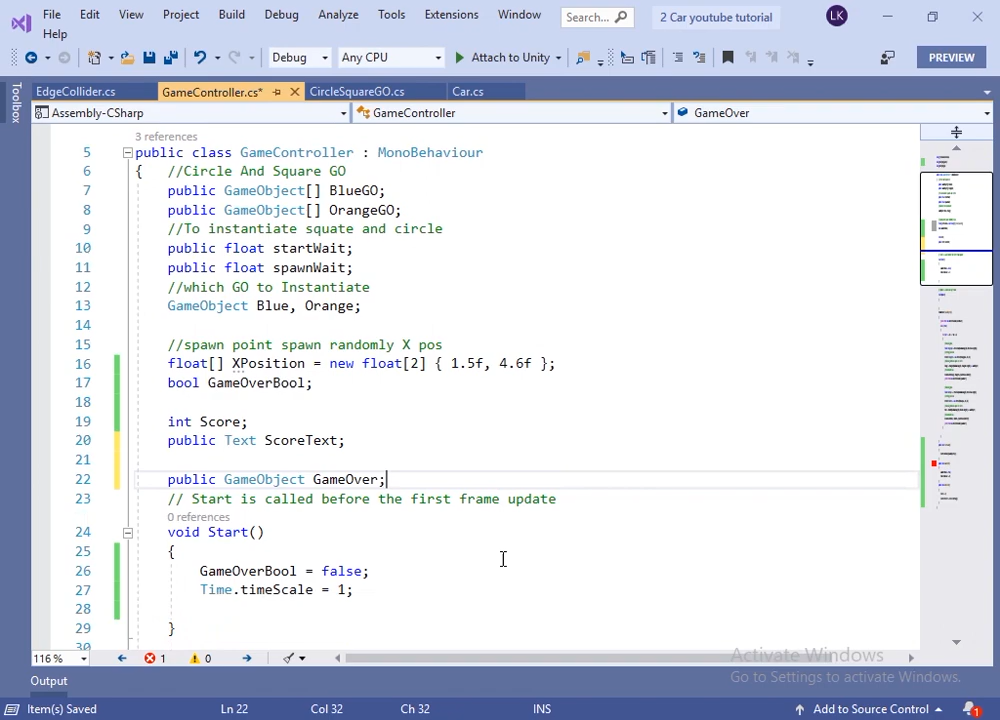 File Edit View Project Build Debug Analyze Tools Extensions Window Search... 2 Car youtube tutorial LK
Help
Debug Any CPU Attach to Unity PREVIEW
Toolbox
EdgeCollider.cs GameController.cs* CircleSquareGO.cs Car.cs
Assembly-CSharp GameController GameOver
3 references
5 public class GameController : MonoBehaviour
6 { //Circle And Square GO
7 public GameObject[] BlueGO;
8 public GameObject[] OrangeGO;
9 //To instantiate squate and circle
10 public float startWait;
11 public float spawnWait;
12 //which GO to Instantiate
13 GameObject Blue, Orange;
14
15 //spawn point spawn randomly X pos
16 float[] XPosition = new float[2] { 1.5f, 4.6f };
17 bool GameOverBool;
18
19 int Score;
20 public Text ScoreText;
21
22 public GameObject GameOver;
23 // Start is called before the first frame update
0 references
24 void Start()
25 {
26 GameOverBool = false;
27 Time.timeScale = 1;
28
29 }
30
116 % 1 0
Activate Windows
Go to Settings to activate Windows.
Output
Item(s) Saved Ln 22 Col 32 Ch 32 INS Add to Source Control 1